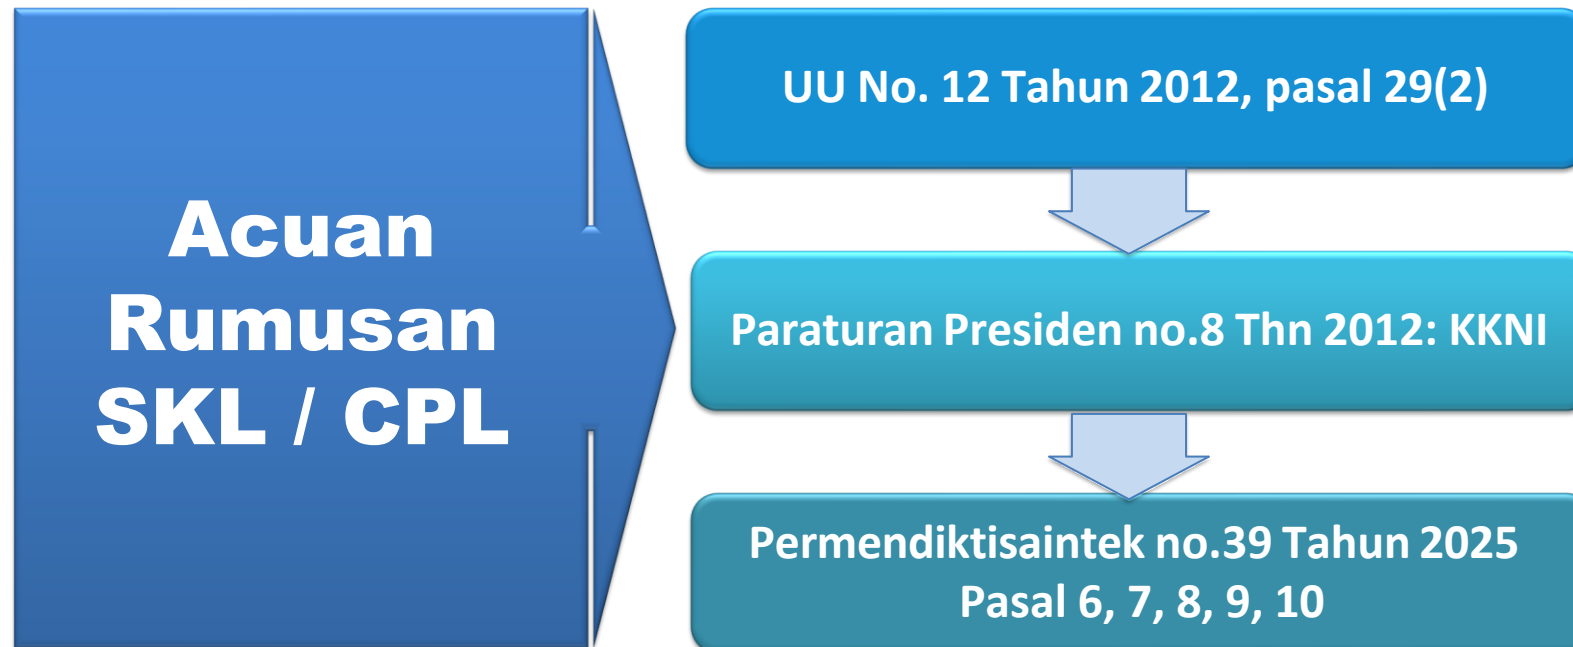 Acuan
Rumusan
SKL / CPL
UU No. 12 Tahun 2012, pasal 29(2)
Paraturan Presiden no.8 Thn 2012: KKNI
Permendiktisaintek no.39 Tahun 2025
Pasal 6, 7, 8, 9, 10